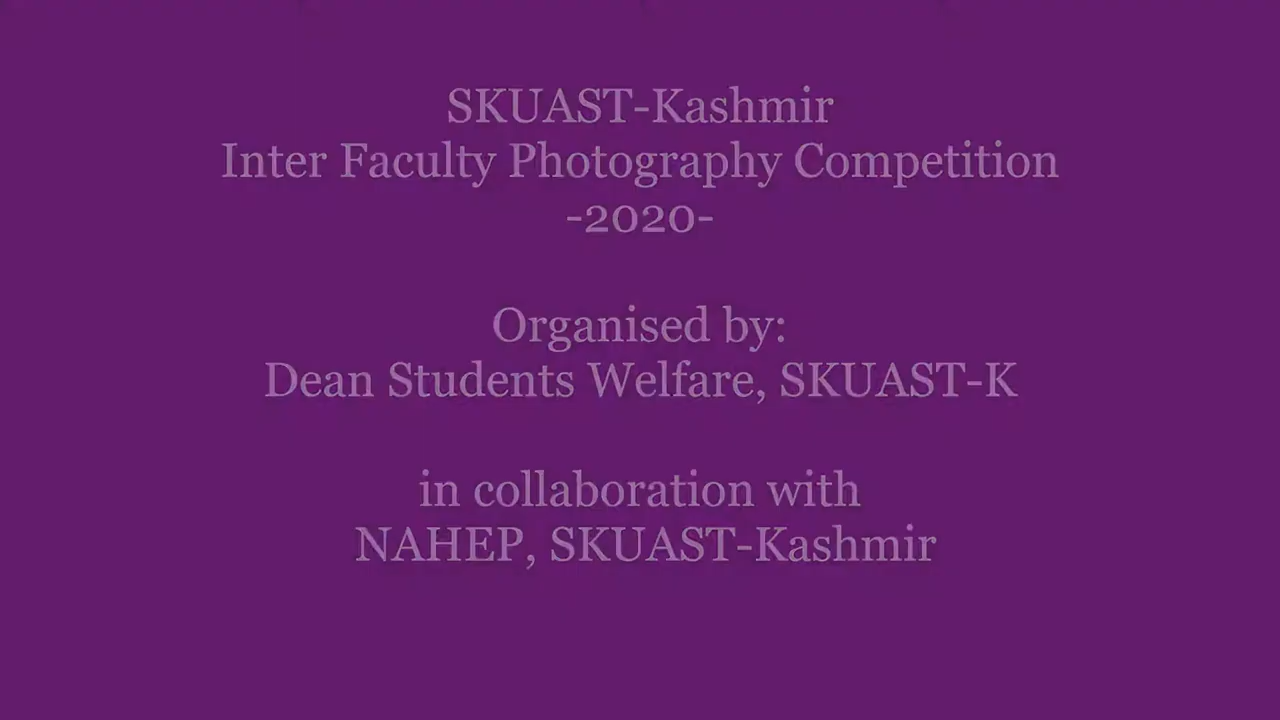 SKUAST-Kashmir
Inter Faculty Photography Competition
-2020-
Organised by:
Dean Students Welfare, SKUAST-K
in collaboration with
NAHEP, SKUAST-Kashmir